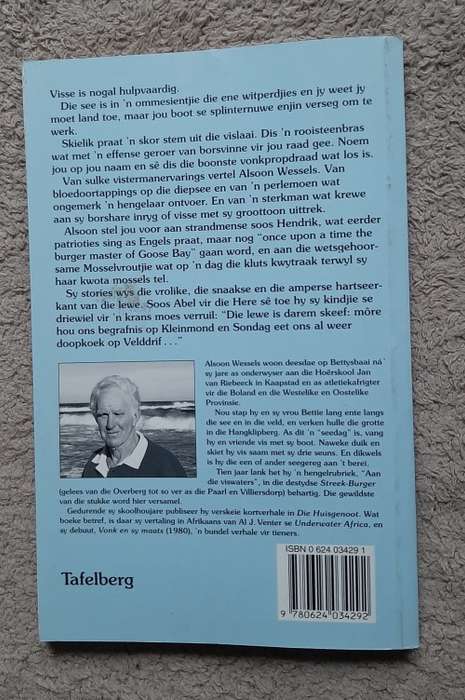 Visse is nogal hulpvaardig.
Die see is in 'n ommesientjie die ene witperdjies en jy weet jy
moet land toe, maar jou boot se splinternuwe enjin verseg om te
werk.
Skielik praat 'n skor stem uit die vislaai. Dis 'n rooisteenbras
wat met 'n effense geroer van borsvinne vir jou raad gee. Noem
jou op jou naam en sê dis die boonste vonkpropdraad wat los is.
Van sulke vistermanervarings vertel Alsoon Wessels. Van
bloedoortappings op die diepsee en van 'n perlemoen wat
ongemerk 'n hengelaar ontvoer. En van 'n sterkman wat krewe
aan sy borshare inryg of visse met sy groottoon uittrek.
Alsoon stel jou voor aan strandmense soos Hendrik, wat eerder
patrioties sing as Engels praat, maar nog "once upon a time the
burger master of Goose Bay" gaan word, en aan die wetsgehoor-
same Mosselvroutjie wat op 'n dag die kluts kwytraak terwyl sy
haar kwota mossels tel.
Sy stories wys die vrolike, die snaakse en die amperse hartseer-
kant van die lewe. Soos Abel vir die Here sê toe hy sy kindjie se
driewiel vir 'n krans moes verruil: "Die lewe is darem skeef: môre
hou ons begrafnis op Kleinmond en Sondag eet ons al weer
doopkoek op Velddrif . . ."
Alsoon Wessels woon deesdae op Bettysbaai ná
sy jare as onderwyser aan die Hoërskool Jan
van Riebeeck in Kaapstad en as atletiekafrigter
vir die Boland en die Westelike en Oostelike
Provinsie.
Nou stap hy en sy vrou Bettie lang ente langs
die see en in die veld, en verken hulle die grotte
in die Hangklipberg. As dit 'n "seedag" is, vang
hy en vriende vis met sy boot. Naweke duik en
skiet hy vis saam met sy drie seuns. En dikwels
is hy die een of ander seegereg aan 't berei.
Tien jaar lank het hy 'n hengelrubriek, "Aan
die viswaters", in die destydse Streek-Burger
(gelees van die Overberg tot so ver as die Paarl en Villiersdorp) behartig. Die gewildste
van die stukke word hier versamel.
Gedurende sy skoolhoujare publiseer hy verskeie kortverhale in Die Huisgenoot. Wat
boeke betref, is daar sy vertaling in Afrikaans van Al J. Venter se Underwater Africa, en
sy debuut, Vonk en sy maats (1980), 'n bundel verhale vir tieners.
Tafelberg
ISBN 0 624 03429 1
9 780624 034292